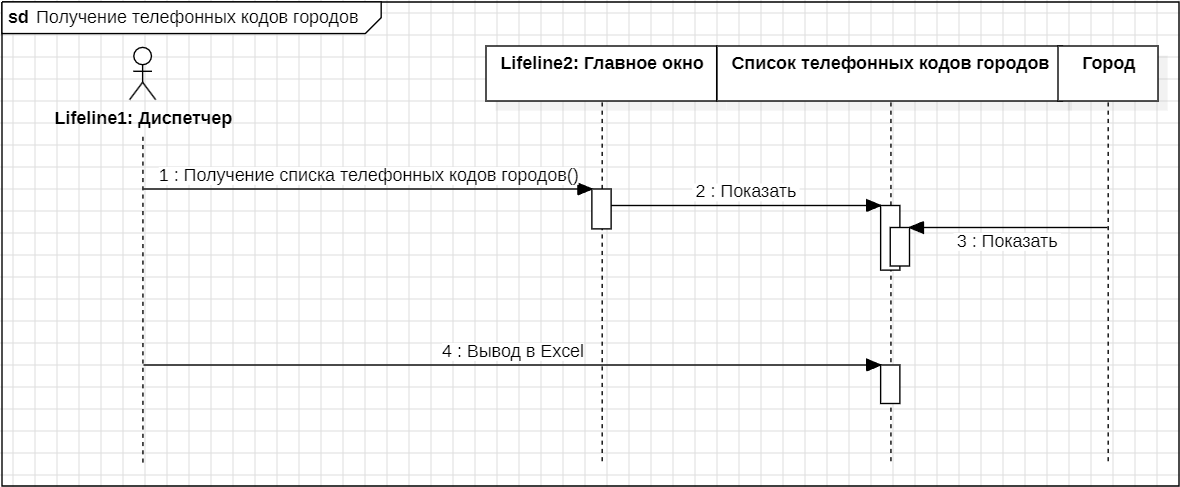 sd Получение телефонных кодов городов
Lifeline1: Диспетчер
Lifeline2: Главное окно
Список телефонных кодов городов
Город
1 : Получение списка телефонных кодов городов()
2 : Показать
3 : Показать
4 : Вывод в Excel